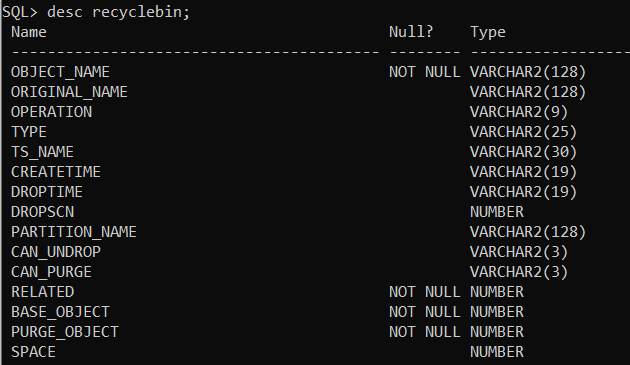 SQL> desc recyclebin;
Name Null? Type
----------------------------------------- -------- ------------------
OBJECT_NAME NOT NULL VARCHAR2(128)
ORIGINAL_NAME VARCHAR2(128)
OPERATION VARCHAR2(9)
TYPE VARCHAR2(25)
TS_NAME VARCHAR2(30)
CREATETIME VARCHAR2(19)
DROPTIME VARCHAR2(19)
DROPSCN NUMBER
PARTITION_NAME VARCHAR2(128)
CAN_UNDROP VARCHAR2(3)
CAN_PURGE VARCHAR2(3)
RELATED NOT NULL NUMBER
BASE_OBJECT NOT NULL NUMBER
PURGE_OBJECT NOT NULL NUMBER
SPACE NUMBER